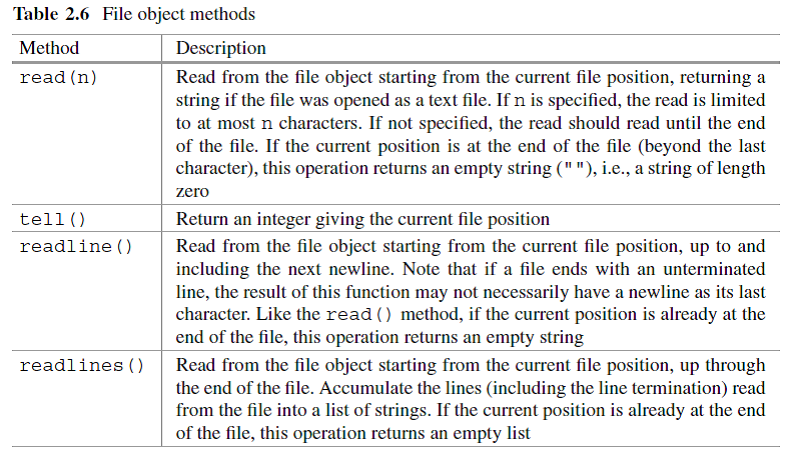 Table 2.6 File object methods
Method Description
read(n) Read from the file object starting from the current file position, returning a
string if the file was opened as a text file. If n is specified, the read is limited
to at most n characters. If not specified, the read should read until the end
of the file. If the current position is at the end of the file (beyond the last
character), this operation returns an empty string (""), i.e., a string of length
zero
tell() Return an integer giving the current file position
readline() Read from the file object starting from the current file position, up to and
including the next newline. Note that if a file ends with an unterminated
line, the result of this function may not necessarily have a newline as its last
character. Like the read() method, if the current position is already at the
end of the file, this operation returns an empty string
readlines() Read from the file object starting from the current file position, up through
the end of the file. Accumulate the lines (including the line termination) read
from the file into a list of strings. If the current position is already at the end
of the file, this operation returns an empty list